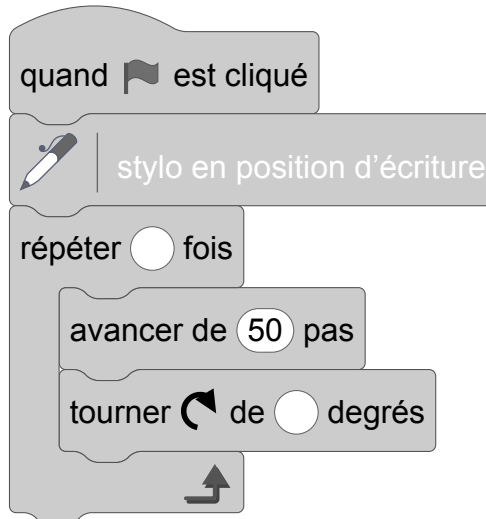 quand est cliqué
stylo en position d'écriture
répéter fois
avancer de 50 pas
tourner de degrés